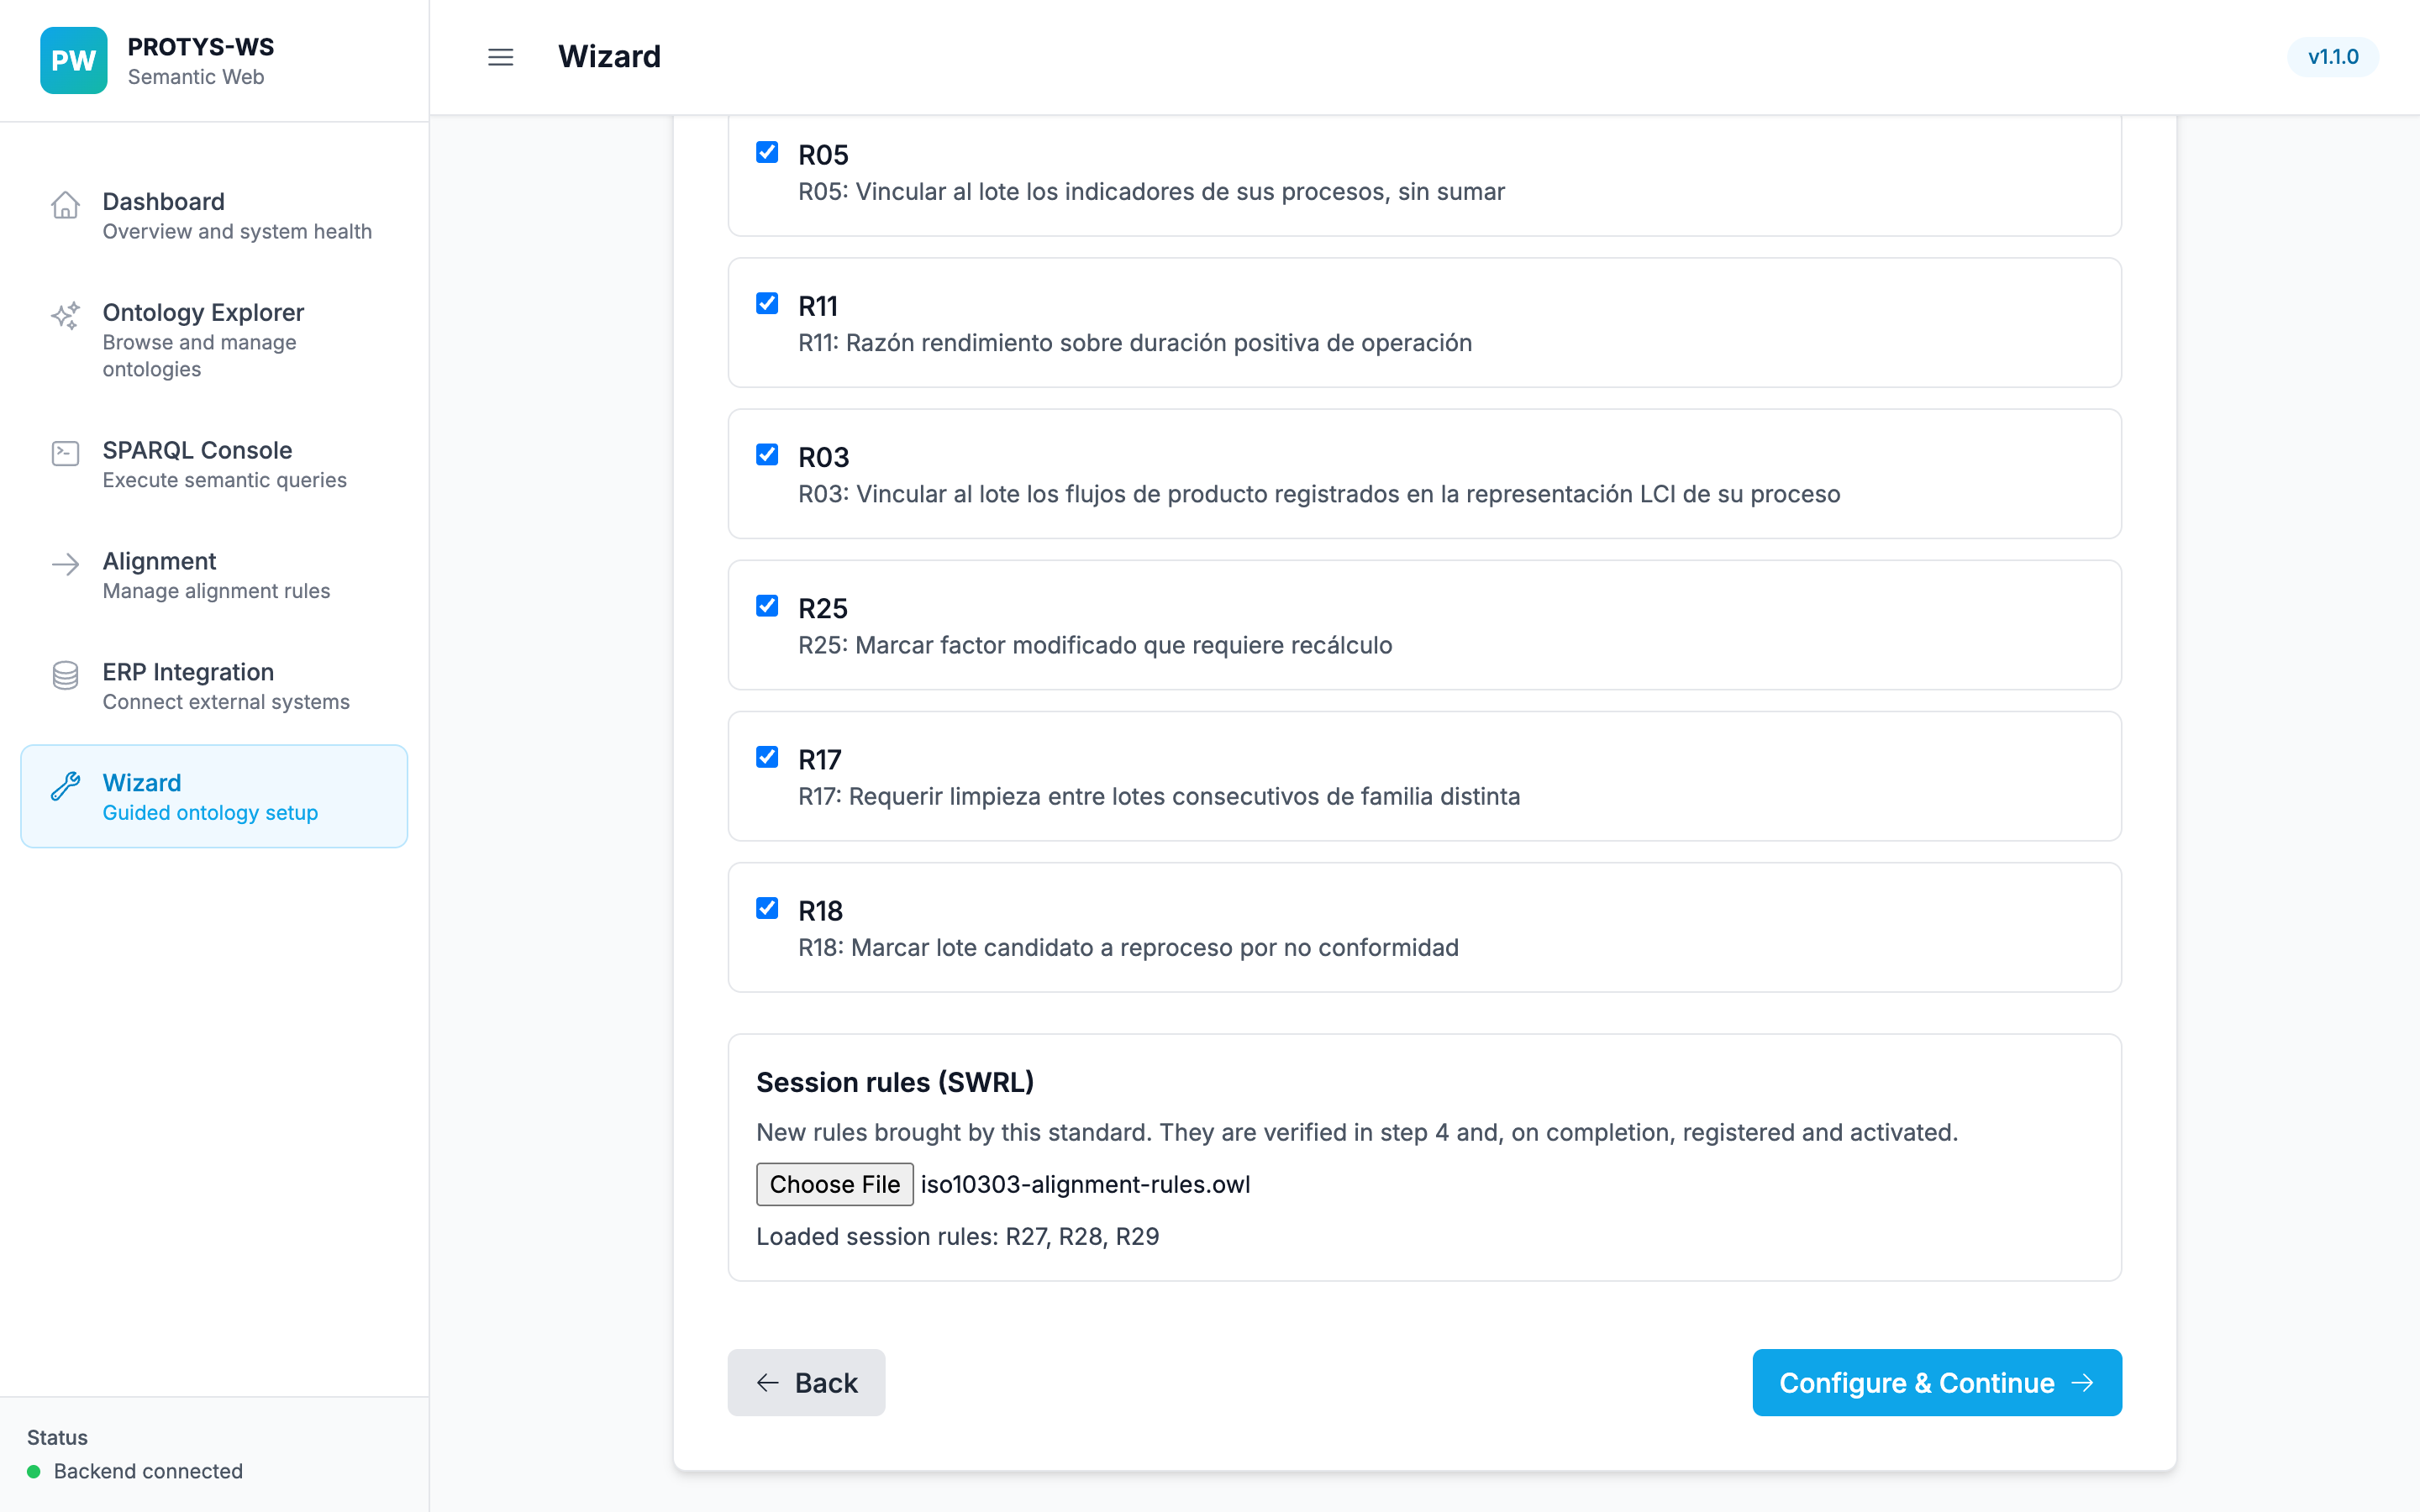 PW
PROTYS-WS
Semantic Web
Dashboard
Overview and system health
Ontology Explorer
Browse and manage
ontologies
SPARQL Console
Execute semantic queries
Alignment
Manage alignment rules
ERP Integration
Connect external systems
Wizard
Guided ontology setup
Status
Backend connected
Wizard
v1.1.0
R05
R05: Vincular al lote los indicadores de sus procesos, sin sumar
R11
R11: Razón rendimiento sobre duración positiva de operación
R03
R03: Vincular al lote los flujos de producto registrados en la representación LCI de su proceso
R25
R25: Marcar factor modificado que requiere recálculo
R17
R17: Requerir limpieza entre lotes consecutivos de familia distinta
R18
R18: Marcar lote candidato a reproceso por no conformidad
Session rules (SWRL)
New rules brought by this standard. They are verified in step 4 and, on completion, registered and activated.
Choose File iso10303-alignment-rules.owl
Loaded session rules: R27, R28, R29
Back
Configure & Continue